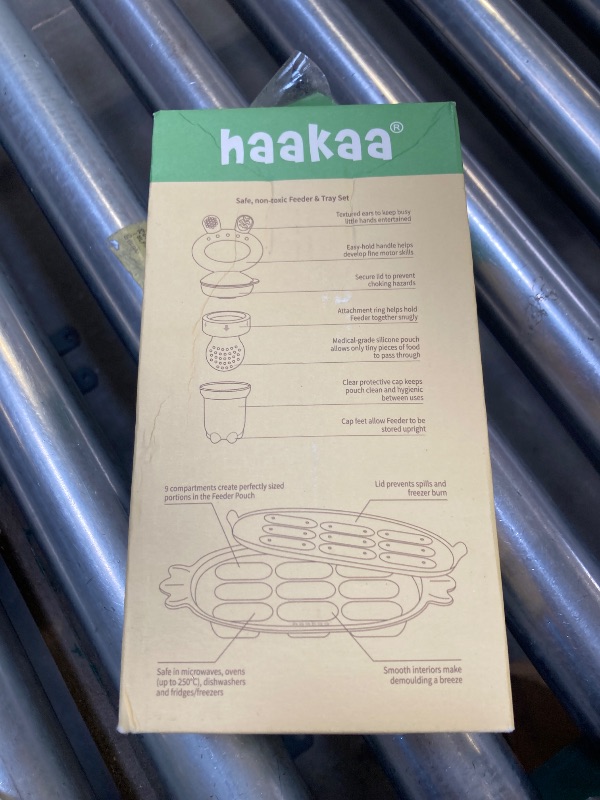 haakaa®
Safe, non-toxic Feeder & Tray Set
Textured ears to keep busy
little hands entertained
Easy-hold handle helps
develop fine motor skills
Secure lid to prevent
choking hazards
Attachment ring helps hold
Feeder together snugly
Medical-grade silicone pouch
allows only tiny pieces of food
to pass through
Clear protective cap keeps
pouch clean and hygienic
between uses
Cap feet allow Feeder to be
stored upright
9 compartments create perfectly sized
portions in the Feeder Pouch
Lid prevents spills and
freezer burn
Safe in microwaves, ovens
(up to 250°C), dishwashers
and fridges/freezers
Smooth interiors make
demoulding a breeze